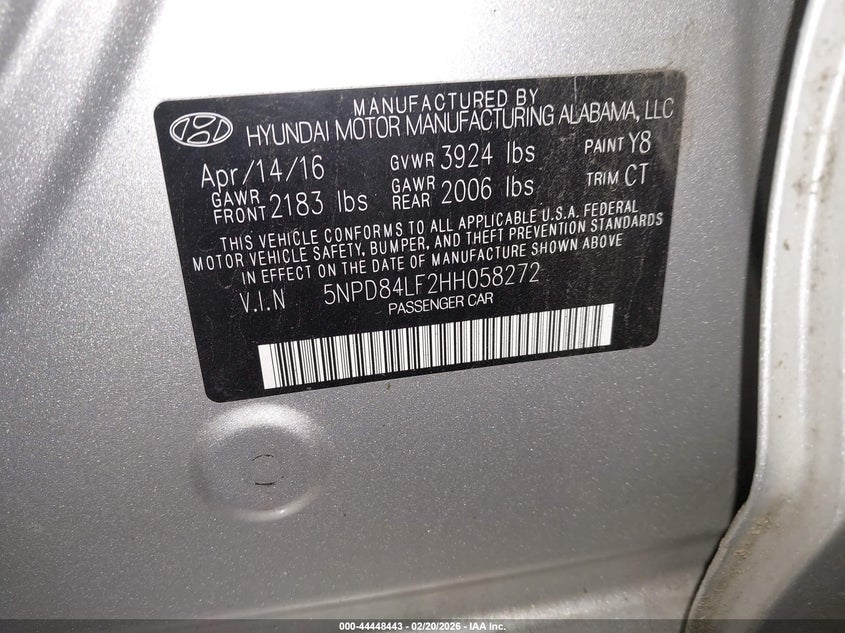 MANUFACTURED BY
HYUNDAI MOTOR MANUFACTURING ALABAMA, LLC
Apr/14/16 GVWR 3924 lbs PAINT Y8
GAWR FRONT 2183 lbs GAWR REAR 2006 lbs TRIM CT
THIS VEHICLE CONFORMS TO ALL APPLICABLE U.S.A. FEDERAL
MOTOR VEHICLE SAFETY, BUMPER, AND THEFT PREVENTION STANDARDS
IN EFFECT ON THE DATE OF MANUFACTURE SHOWN ABOVE
V.I.N 5NPD84LF2HH058272
PASSENGER CAR
000-44448443 — 02/20/2026 — IAA Inc.